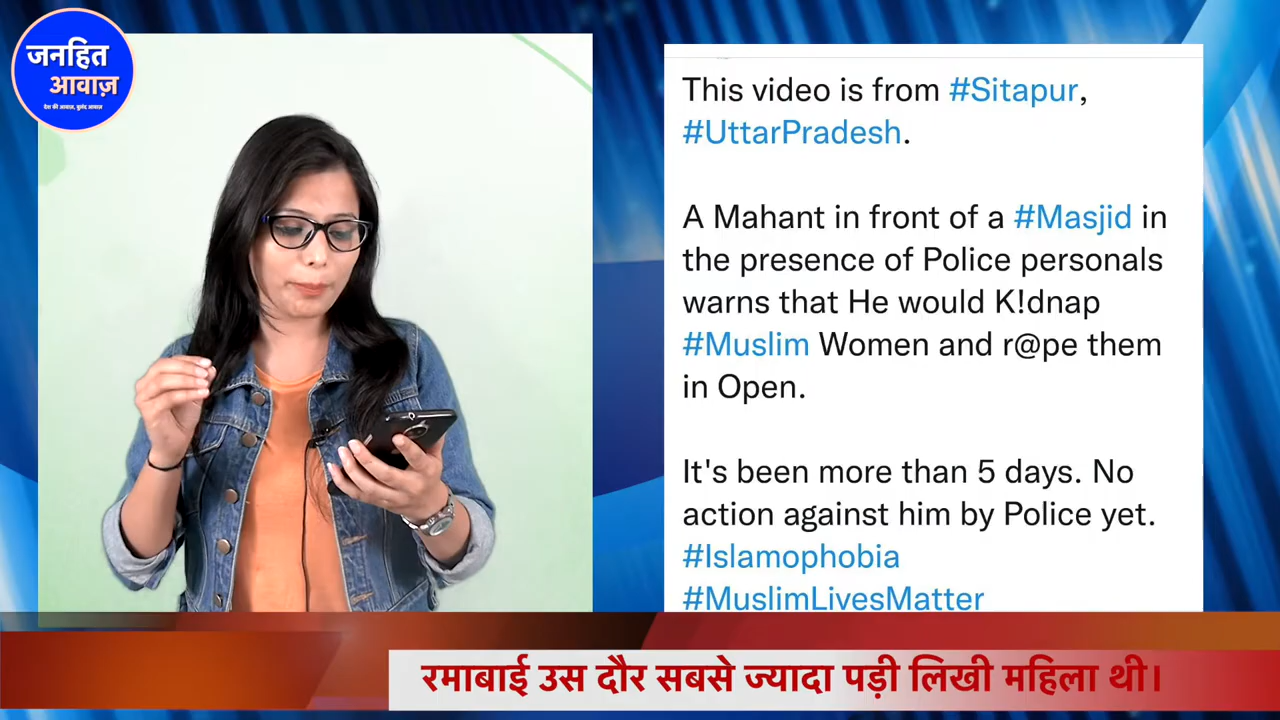 जनहित
आवाज़
देश की आवाज़, बुलंद आवाज़
This video is from #Sitapur,
#UttarPradesh.
A Mahant in front of a #Masjid in
the presence of Police personals
warns that He would K!dnap
#Muslim Women and r@pe them
in Open.
It's been more than 5 days. No
action against him by Police yet.
#Islamophobia
#MuslimLivesMatter
रमाबाई उस दौर सबसे ज्यादा पड़ी लिखी महिला थी।